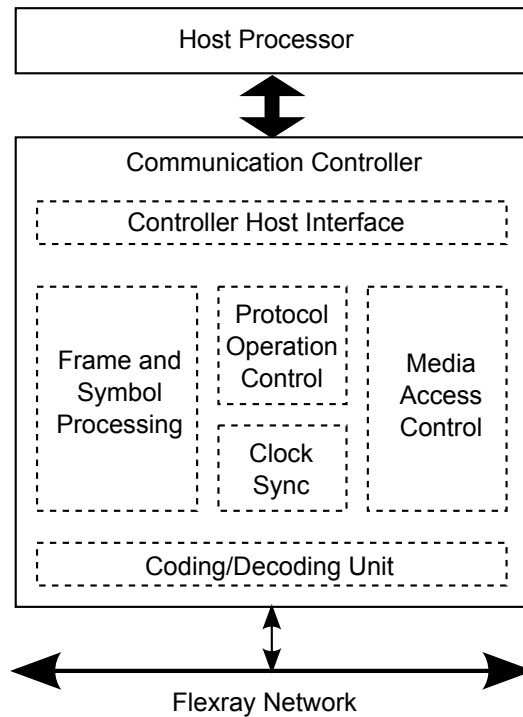 Host Processor
Communication Controller
Controller Host Interface
Frame and
Symbol
Processing
Protocol
Operation
Control
Clock
Sync
Media
Access
Control
Coding/Decoding Unit
Flexray Network